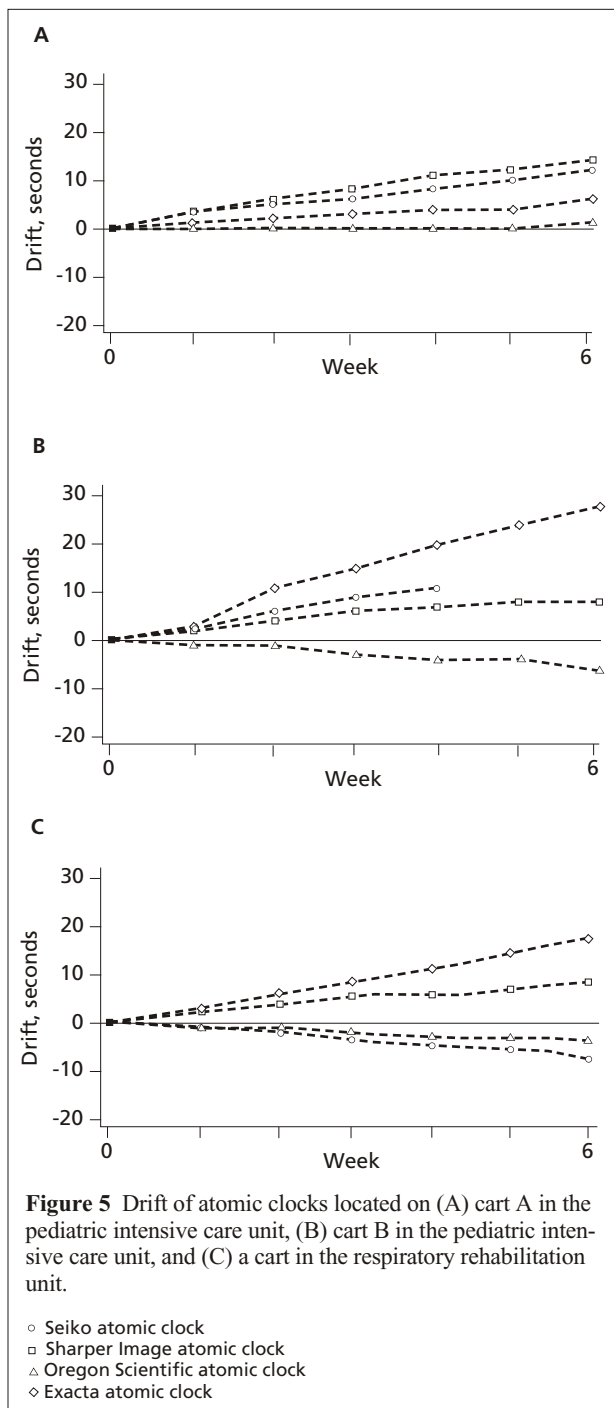 A
30
20
10
0
-10
-20
Drift, seconds
0
6
Week
B
30
20
10
0
-10
-20
Drift, seconds
0
6
Week
C
30
20
10
0
-10
-20
Drift, seconds
0
6
Week
Figure 5 Drift of atomic clocks located on (A) cart A in the
pediatric intensive care unit, (B) cart B in the pediatric inten-
sive care unit, and (C) a cart in the respiratory rehabilitation
unit.
Seiko atomic clock
Sharper Image atomic clock
Oregon Scientific atomic clock
Exacta atomic clock